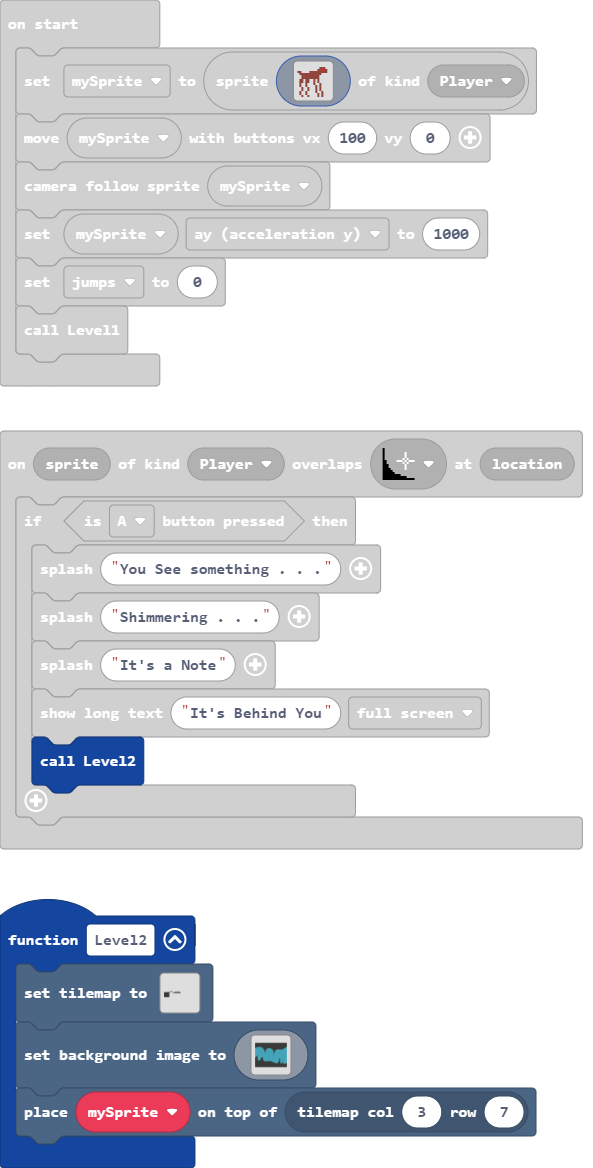 on start
set mySprite to sprite of kind Player
move mySprite with buttons vx 100 vy 0
camera follow sprite mySprite
set mySprite ay (acceleration y) to 1000
set jumps to 0
call Level1
on sprite of kind Player overlaps at location
if is A button pressed then
splash "You See something . . ."
splash "Shimmering . . ."
splash "It's a Note"
show long text "It's Behind You" full screen
call Level2
function Level2
set tilemap to
set background image to
place mySprite on top of tilemap col 3 row 7